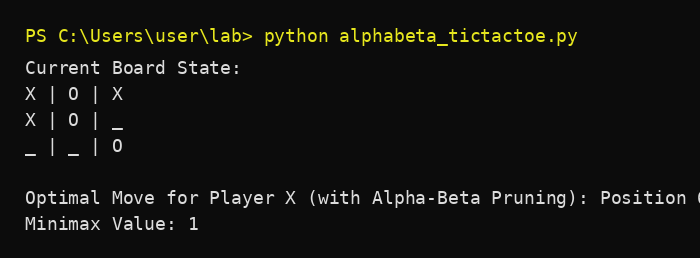 PS C:\Users\user\lab> python alphabeta_tictactoe.py
Current Board State:
X | O | X
X | O | _
_ | _ | O
Optimal Move for Player X (with Alpha-Beta Pruning): Position
Minimax Value: 1